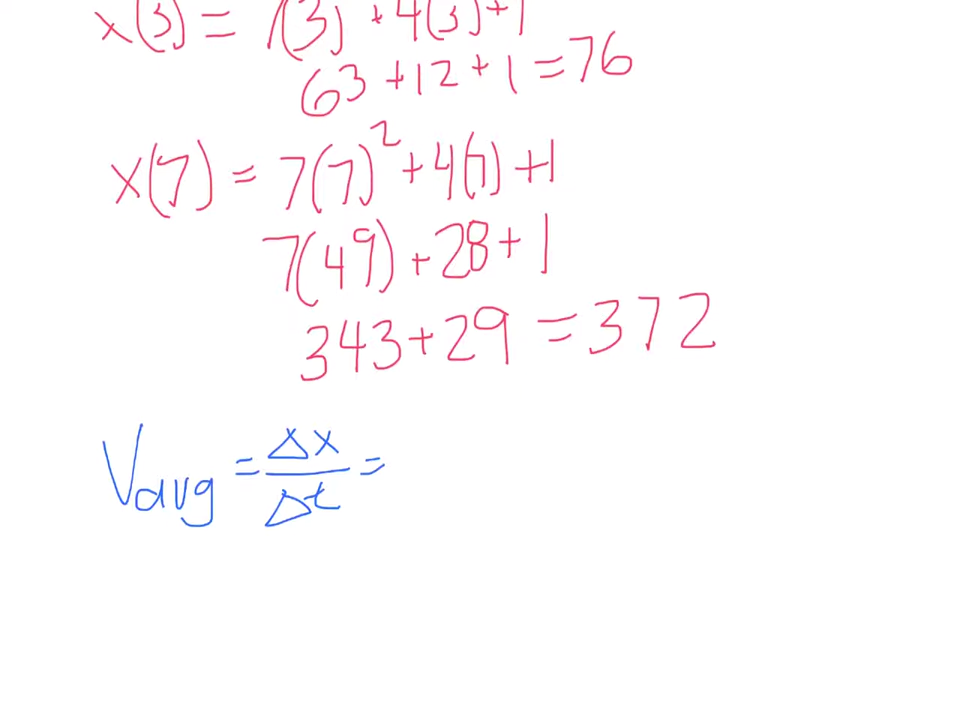 x(3) = 7(3) + 4(3) + 1
63 + 12 + 1 = 76
x(7) = 7(7)² + 4(7) + 1
7(49) + 28 + 1
343 + 29 = 372
Vavg = Δx/Δt =